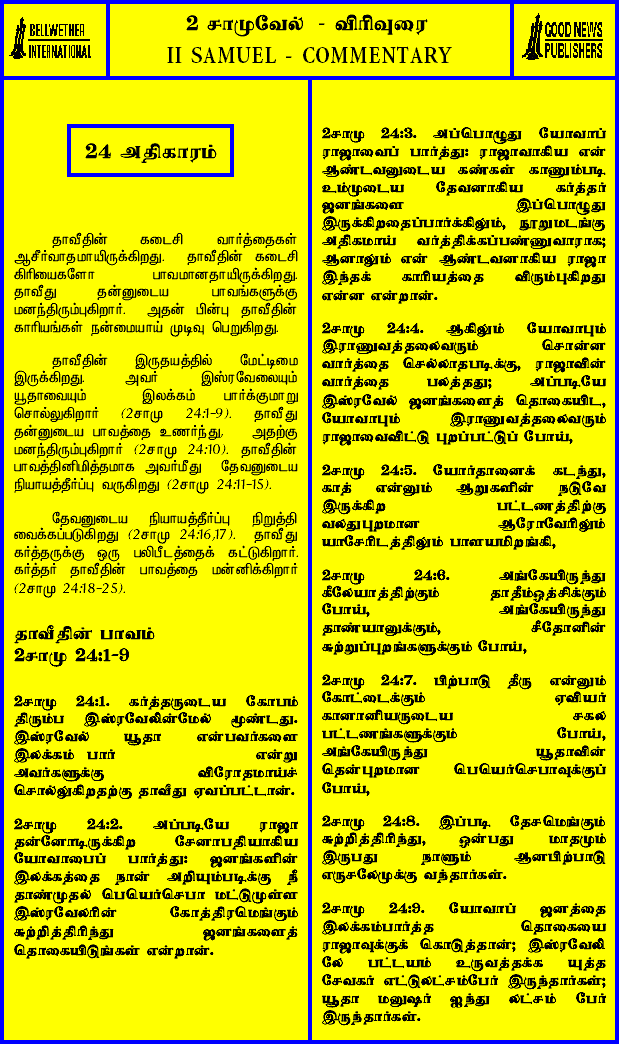 BELLWETHER
INTERNATIONAL
2 சாமுவேல் - விரிவுரை
II SAMUEL - COMMENTARY
GOOD NEWS
PUBLISHERS
24 அதிகாரம்
தாவீதின் கடைசி வார்த்தைகள்
ஆசீர்வாதமாயிருக்கிறது. தாவீதின் கடைசி
கிரியைகளோ பாவமானதாயிருக்கிறது.
தாவீது தன்னுடைய பாவங்களுக்கு
மனந்திரும்புகிறார். அதன் பின்பு தாவீதின்
காரியங்கள் நன்மையாய் முடிவு பெறுகிறது.
தாவீதின் இருதயத்தில் மேட்டிமை
இருக்கிறது. அவர் இஸ்ரவேலையும்
யூதாவையும் இலக்கம் பார்க்குமாறு
சொல்லுகிறார் (2சாமு 24:1-9). தாவீது
தன்னுடைய பாவத்தை உணர்ந்து, அதற்கு
மனந்திரும்புகிறார் (2சாமு 24:10). தாவீதின்
பாவத்தினிமித்தமாக அவர்மீது தேவனுடைய
நியாயத்தீர்ப்பு வருகிறது (2சாமு 24:11-15).
தேவனுடைய நியாயத்தீர்ப்பு நிறுத்தி
வைக்கப்படுகிறது (2சாமு 24:16,17). தாவீது
கர்த்தருக்கு ஒரு பலிபீடத்தைக் கட்டுகிறார்.
கர்த்தர் தாவீதின் பாவத்தை மன்னிக்கிறார்
(2சாமு 24:18-25).
தாவீதின் பாவம்
2சாமு 24:1-9
2சாமு 24:1. கர்த்தருடைய கோபம்
திரும்ப இஸ்ரவேலின்மேல் மூண்டது.
இஸ்ரவேல் யூதா என்பவர்களை
இலக்கம் பார் என்று
அவர்களுக்கு விரோதமாய்ச்
சொல்லுகிறதற்கு தாவீது ஏவப்பட்டான்.
2சாமு 24:2. அப்படியே ராஜா
தன்னோடிருக்கிற சேனாபதியாகிய
யோவாபைப் பார்த்து: ஜனங்களின்
இலக்கத்தை நான் அறியும்படிக்கு நீ
தாண்முதல் பெயெர்செபா மட்டுமுள்ள
இஸ்ரவேலரின் கோத்திரமெங்கும்
சுற்றித்திரிந்து ஜனங்களைத்
தொகையிடுங்கள் என்றான்.
2சாமு 24:3. அப்பொழுது யோவாப்
ராஜாவைப் பார்த்து: ராஜாவாகிய என்
ஆண்டவனுடைய கண்கள் காணும்படி
உம்முடைய தேவனாகிய கர்த்தர்
ஜனங்களை இப்பொழுது
இருக்கிறதைப்பார்க்கிலும், நூறுமடங்கு
அதிகமாய் வர்த்திக்கப்பண்ணுவாராக;
ஆனாலும் என் ஆண்டவனாகிய ராஜா
இந்தக் காரியத்தை விரும்புகிறது
என்ன என்றான்.
2சாமு 24:4. ஆகிலும் யோவாபும்
இராணுவத்தலைவரும் சொன்ன
வார்த்தை செல்லாதபடிக்கு, ராஜாவின்
வார்த்தை பலத்தது; அப்படியே
இஸ்ரவேல் ஜனங்களைத் தொகையிட,
யோவாபும் இராணுவத்தலைவரும்
ராஜாவைவிட்டு புறப்பட்டுப் போய்,
2சாமு 24:5. யோர்தானைக் கடந்து,
காத் என்னும் ஆறுகளின் நடுவே
இருக்கிற பட்டணத்திற்கு
வலதுபுறமான ஆரோவேரிலும்
யாசேரிடத்திலும் பாளயமிறங்கி,
2சாமு 24:6. அங்கேயிருந்து
கீலேயாத்திற்கும் தாதீம்ஒத்சிக்கும்
போய், அங்கேயிருந்து
தாண்யானுக்கும், சீதோனின்
சுற்றுப்புறங்களுக்கும் போய்,
2சாமு 24:7. பிற்பாடு தீரு என்னும்
கோட்டைக்கும் ஏவியர்
கானானியருடைய சகல
பட்டணங்களுக்கும் போய்,
அங்கேயிருந்து யூதாவின்
தென்புறமான பெயெர்செபாவுக்குப்
போய்,
2சாமு 24:8. இப்படி தேசமெங்கும்
சுற்றித்திரிந்து, ஒன்பது மாதமும்
இருபது நாளும் ஆனபிற்பாடு
எருசலேமுக்கு வந்தார்கள்.
2சாமு 24:9. யோவாப் ஜனத்தை
இலக்கம்பார்த்த தொகையை
ராஜாவுக்குக் கொடுத்தான்; இஸ்ரவேலி
லே பட்டயம் உருவத்தக்க யுத்த
சேவகர் எட்டுலட்சம்பேர் இருந்தார்கள்;
யூதா மனுஷர் ஐந்து லட்சம் பேர்
இருந்தார்கள்.